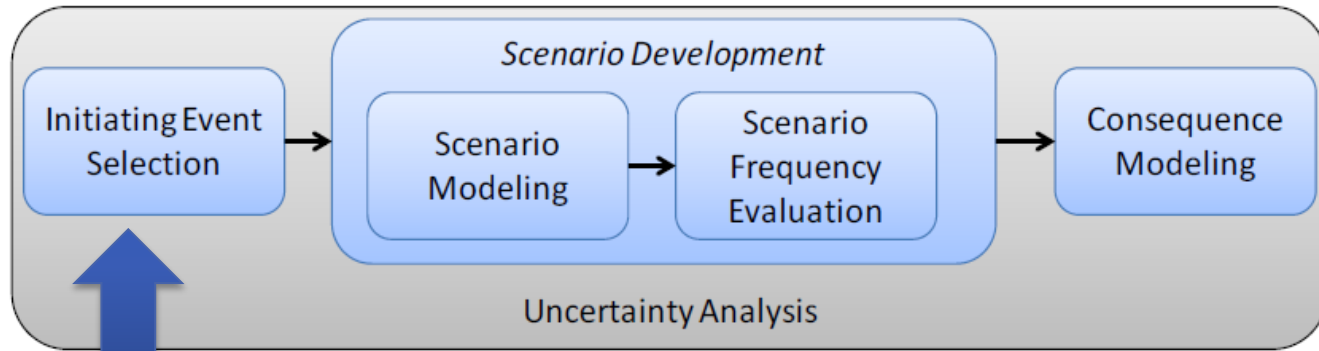 Scenario Development
Initiating Event
Selection
Scenario
Modeling
Scenario
Frequency
Evaluation
Consequence
Modeling
Uncertainty Analysis